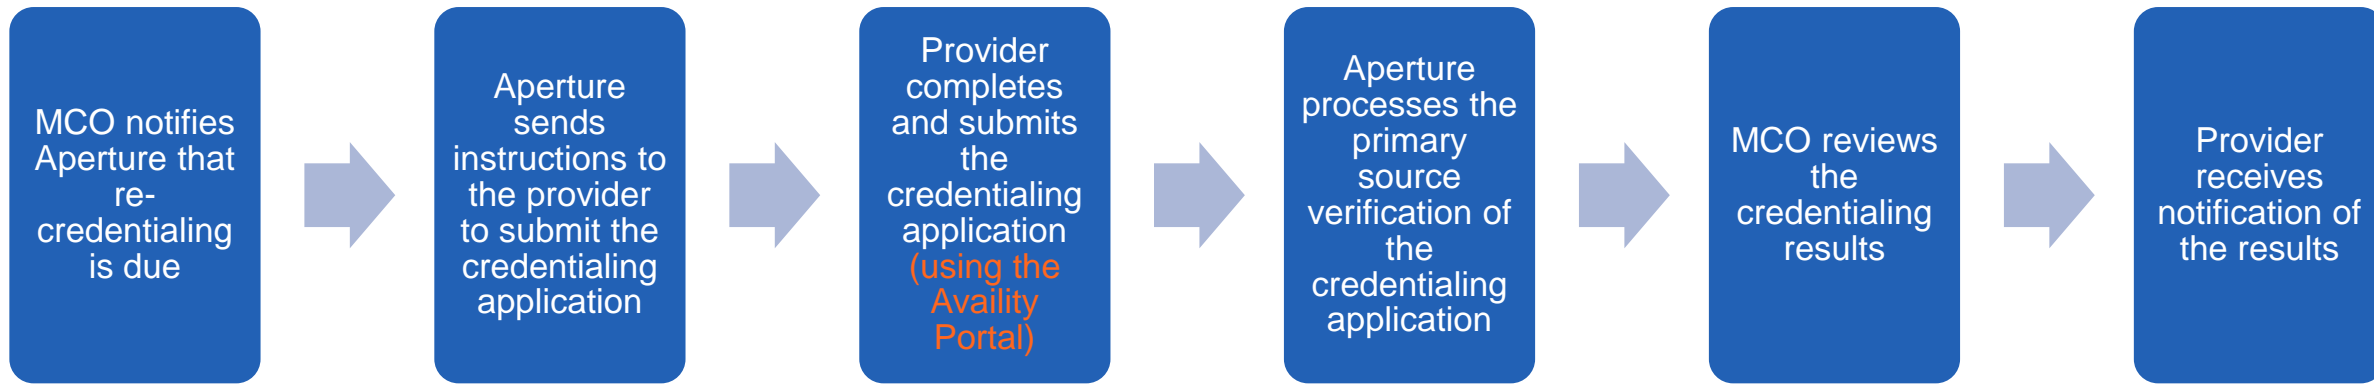 MCO notifies
Aperture that
re-
credentialing
is due
Aperture
sends
instructions to
the provider
to submit the
credentialing
application
Provider
completes
and submits
the
credentialing
application
(using the
Availity
Portal)
Aperture
processes the
primary
source
verification of
the
credentialing
application
MCO reviews
the
credentialing
results
Provider
receives
notification of
the results